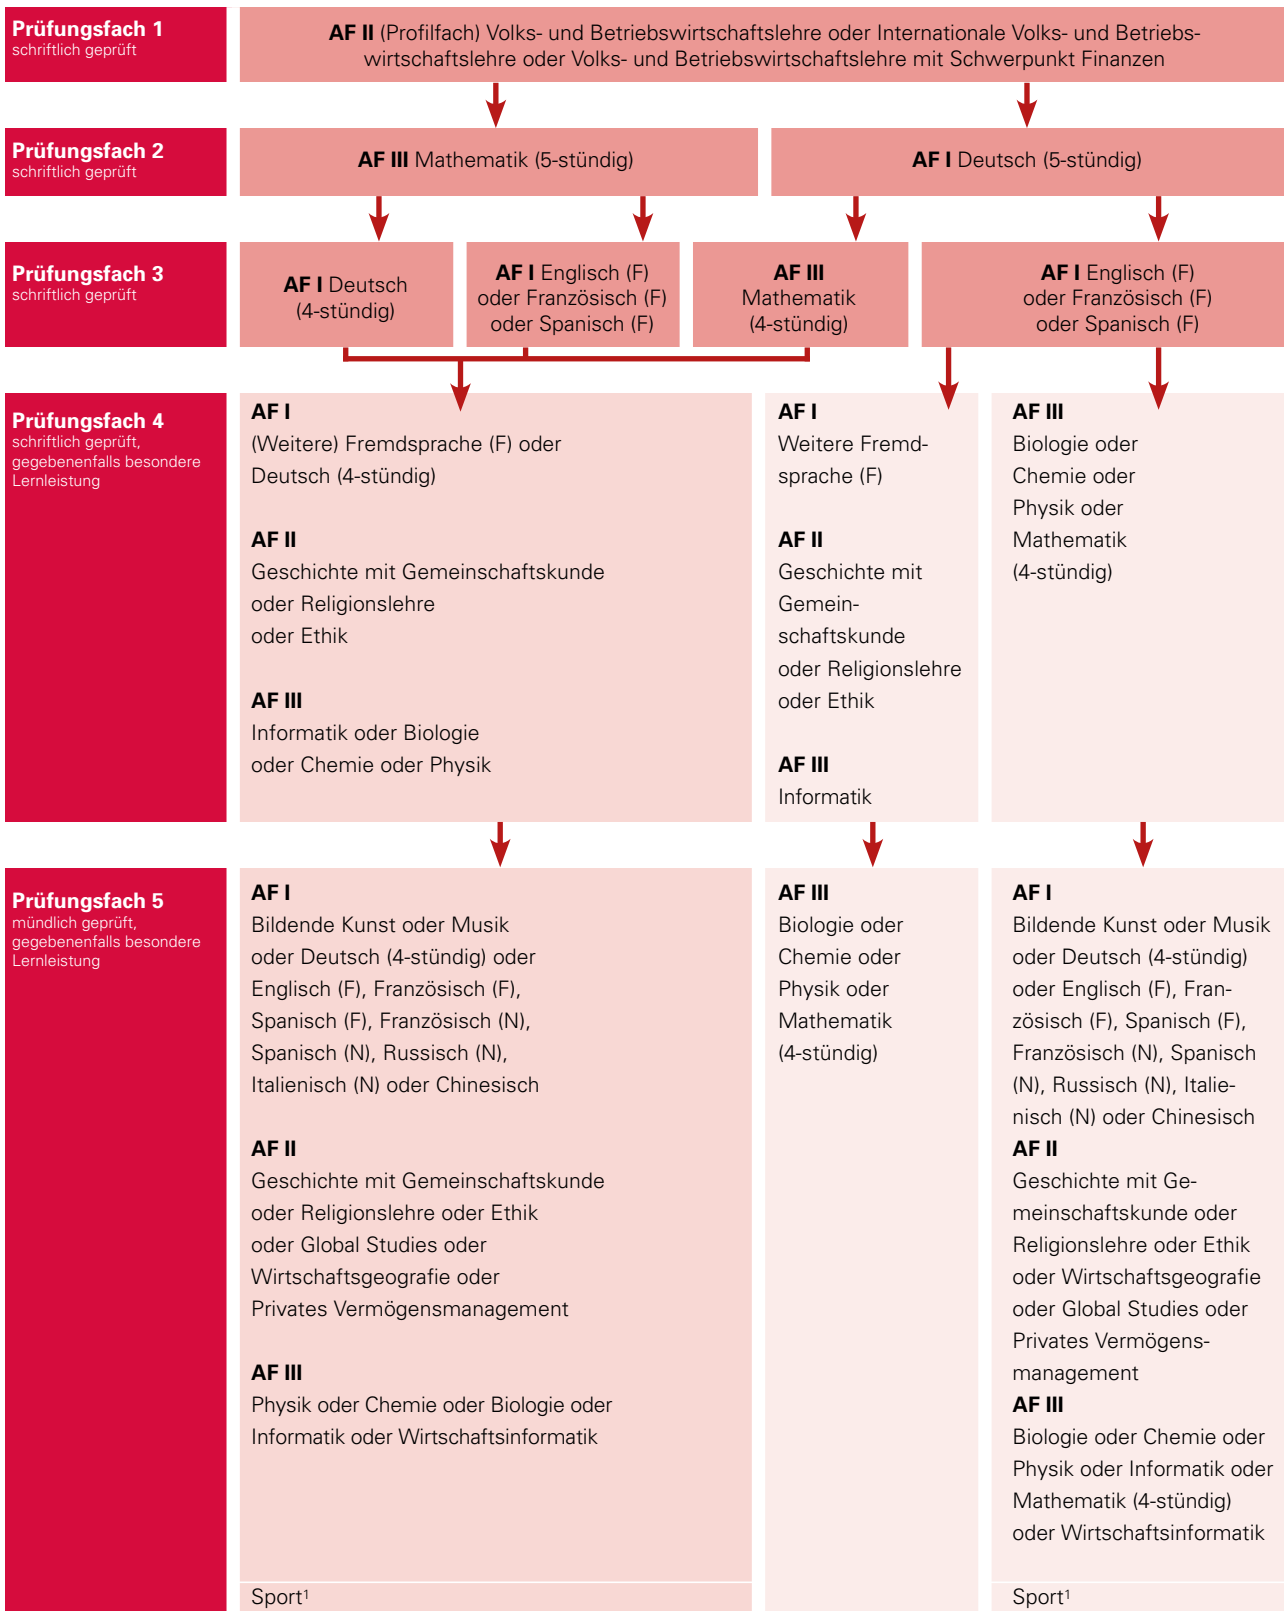 Prüfungsfach 1
schriftlich geprüft
AF II (Profilfach) Volks- und Betriebswirtschaftslehre oder Internationale Volks- und Betriebs-
wirtschaftslehre oder Volks- und Betriebswirtschaftslehre mit Schwerpunkt Finanzen
Prüfungsfach 2
schriftlich geprüft
AF III Mathematik (5-stündig)
AF I Deutsch (5-stündig)
Prüfungsfach 3
schriftlich geprüft
AF I Deutsch
(4-stündig)
AF I Englisch (F)
oder Französisch (F)
oder Spanisch (F)
AF III
Mathematik
(4-stündig)
AF I Englisch (F)
oder Französisch (F)
oder Spanisch (F)
Prüfungsfach 4
schriftlich geprüft,
gegebenenfalls besondere
Lernleistung
AF I
(Weitere) Fremdsprache (F) oder
Deutsch (4-stündig)
AF II
Geschichte mit Gemeinschaftskunde
oder Religionslehre
oder Ethik
AF III
Informatik oder Biologie
oder Chemie oder Physik
AF I
Weitere Fremd-
sprache (F)
AF II
Geschichte mit
Gemein-
schaftskunde
oder Religionslehre
oder Ethik
AF III
Informatik
AF III
Biologie oder
Chemie oder
Physik oder
Mathematik
(4-stündig)
Prüfungsfach 5
mündlich geprüft,
gegebenenfalls besondere
Lernleistung
AF I
Bildende Kunst oder Musik
oder Deutsch (4-stündig) oder
Englisch (F), Französisch (F),
Spanisch (F), Französisch (N),
Spanisch (N), Russisch (N),
Italienisch (N) oder Chinesisch
AF II
Geschichte mit Gemeinschaftskunde
oder Religionslehre oder Ethik
oder Global Studies oder
Wirtschaftsgeografie oder
Privates Vermögensmanagement
AF III
Physik oder Chemie oder Biologie oder
Informatik oder Wirtschaftsinformatik
Sport¹
AF III
Biologie oder
Chemie oder
Physik oder
Mathematik
(4-stündig)
AF I
Bildende Kunst oder Musik
oder Deutsch (4-stündig)
oder Englisch (F), Fran-
zösisch (F), Spanisch (F),
Französisch (N), Spanisch
(N), Russisch (N), Italie-
nisch (N) oder Chinesisch
AF II
Geschichte mit Ge-
meinschaftskunde oder
Religionslehre oder Ethik
oder Wirtschaftsgeografie
oder Global Studies oder
Privates Vermögens-
management
AF III
Biologie oder Chemie oder
Physik oder Informatik oder
Mathematik (4-stündig)
oder Wirtschaftsinformatik
Sport¹